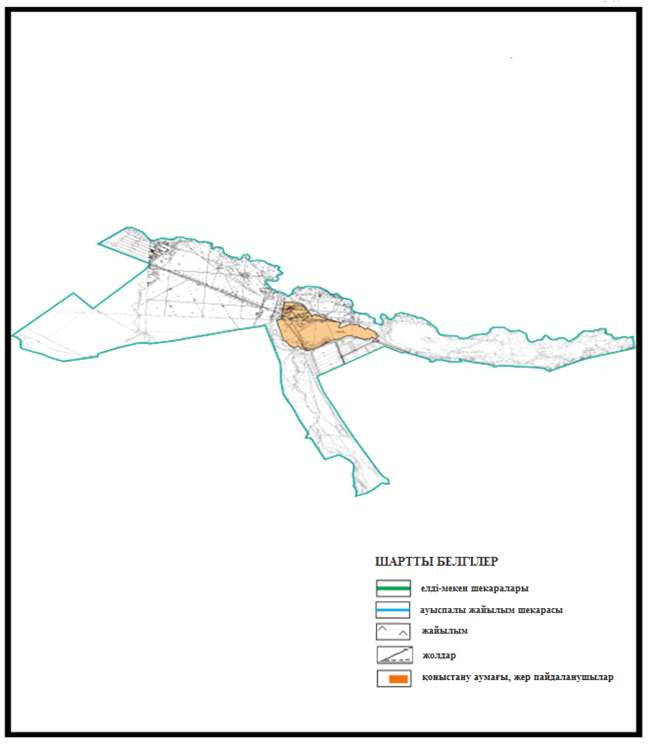 ШАРТТЫ БЕЛГІЛЕР
елді-мекен шекаралары
ауыспалы жайылым шекарасы
жайылым
жолдар
қоныстану аумағы, жер пайдаланушылар